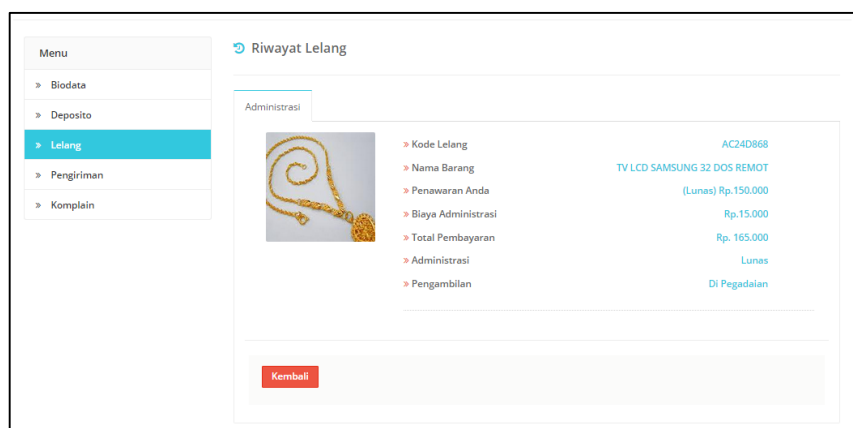 Menu
» Biodata
» Deposito
» Lelang
» Pengiriman
» Komplain
Riwayat Lelang
Administrasi
» Kode Lelang AC24D868
» Nama Barang TV LCD SAMSUNG 32 DOS REMOT
» Penawaran Anda (Lunas) Rp.150.000
» Biaya Administrasi Rp.15.000
» Total Pembayaran Rp. 165.000
» Administrasi Lunas
» Pengambilan Di Pegadaian
Kembali